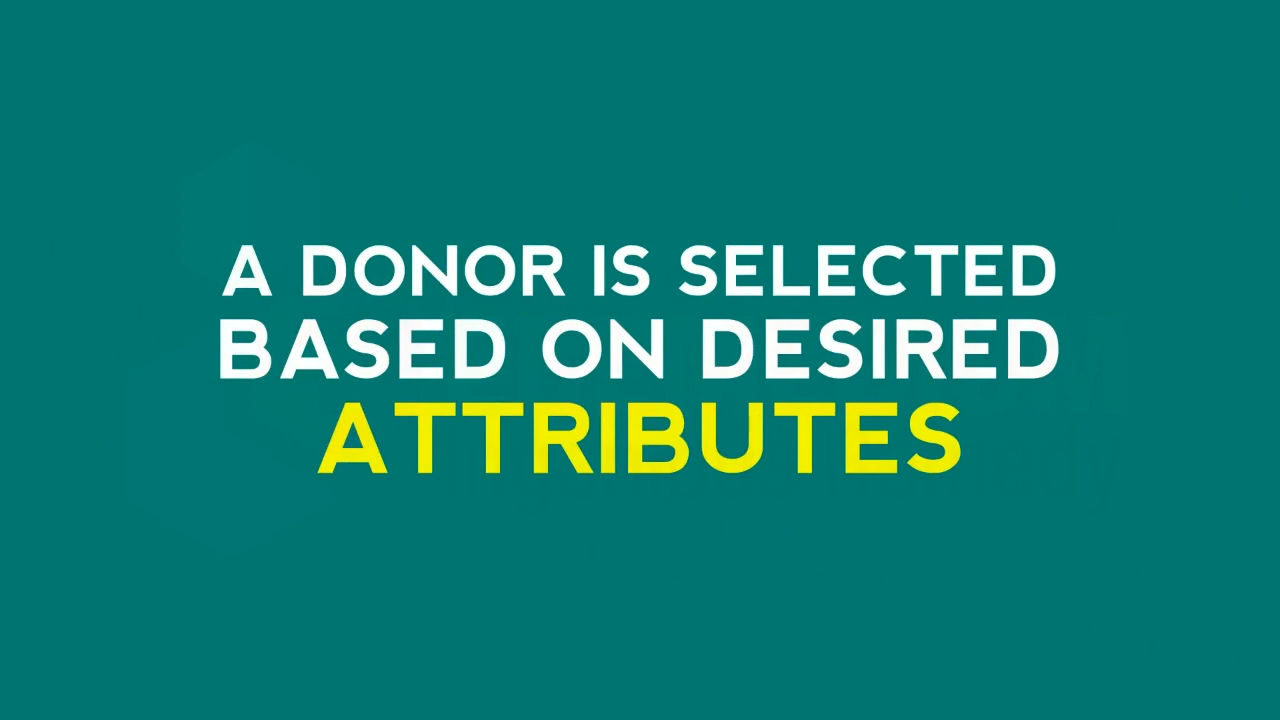 A DONOR IS SELECTED
BASED ON DESIRED
ATTRIBUTES